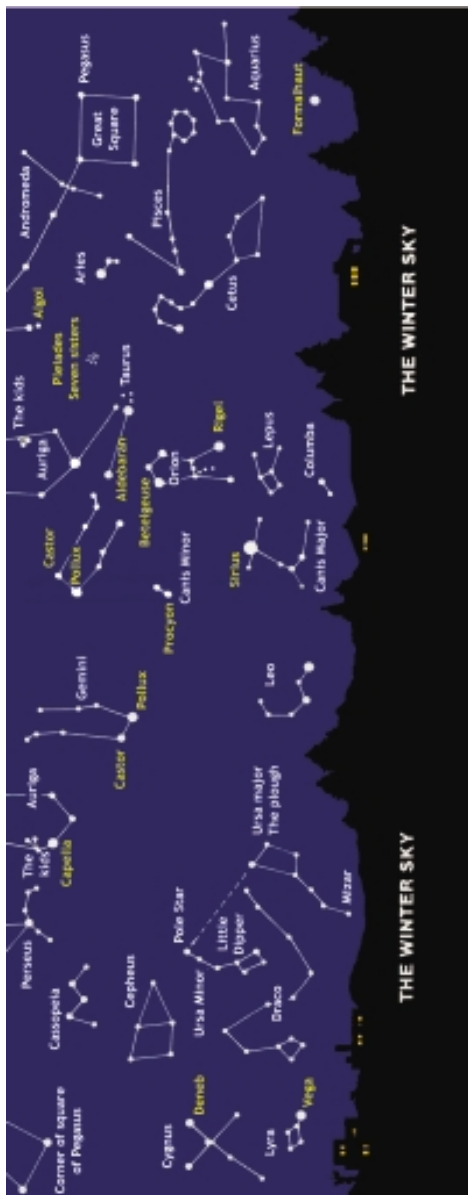 Corner of square
of Pegasus
Perseus
The
kids
Auriga
Cassopeia
Capella
Gemini
Castor
Pollux
Cepheus
Cygnus
Deneb
Pole Star
Ursa Minor
Little
Dipper
Draco
Lyra
Vega
Ursa major
The plough
Leo
Mizar
THE WINTER SKY
The kids
Auriga
Algol
Andromeda
Castor
Pollux
Pleiades
Seven sisters
Aries
Pegasus
Great
Square
Taurus
Aldebaran
Betelgeuse
Orion
Pisces
Procyon
Canis Minor
Rigel
Cetus
Aquarius
Sirius
Lepus
Canis Major
Columba
Formalhaut
THE WINTER SKY